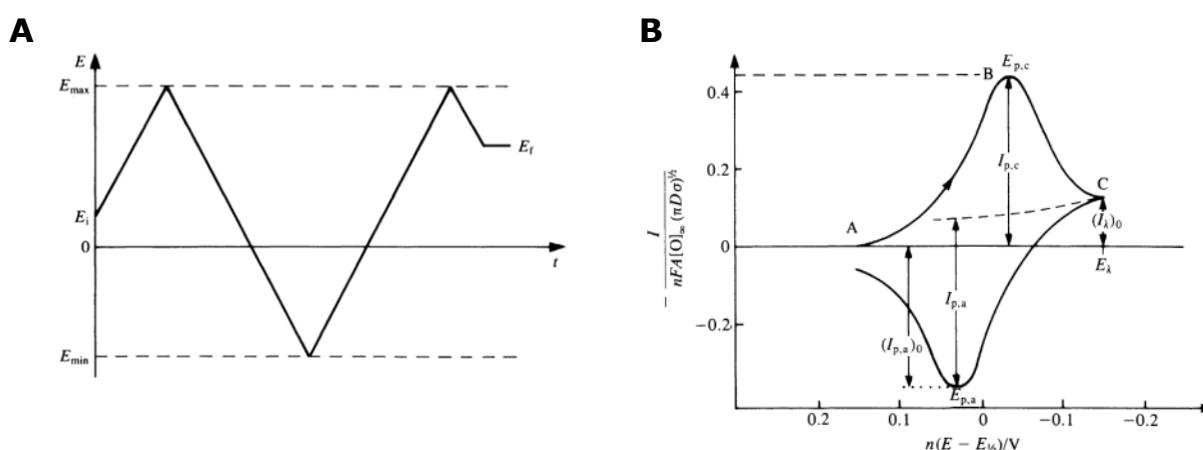 A
E
E_max
E_i
0
E_min
E_f
t
B
E_p,c
B
0.4
0.2
0
−0.2
I_p,c
A
C
(I_λ)_0
E_λ
I_p,a
(I_p,a)_0
E_p,a
− I / nFA[O]_∞ (πDσ)^½
0.2 0.1 0 −0.1 −0.2
n(E − E_½)/V